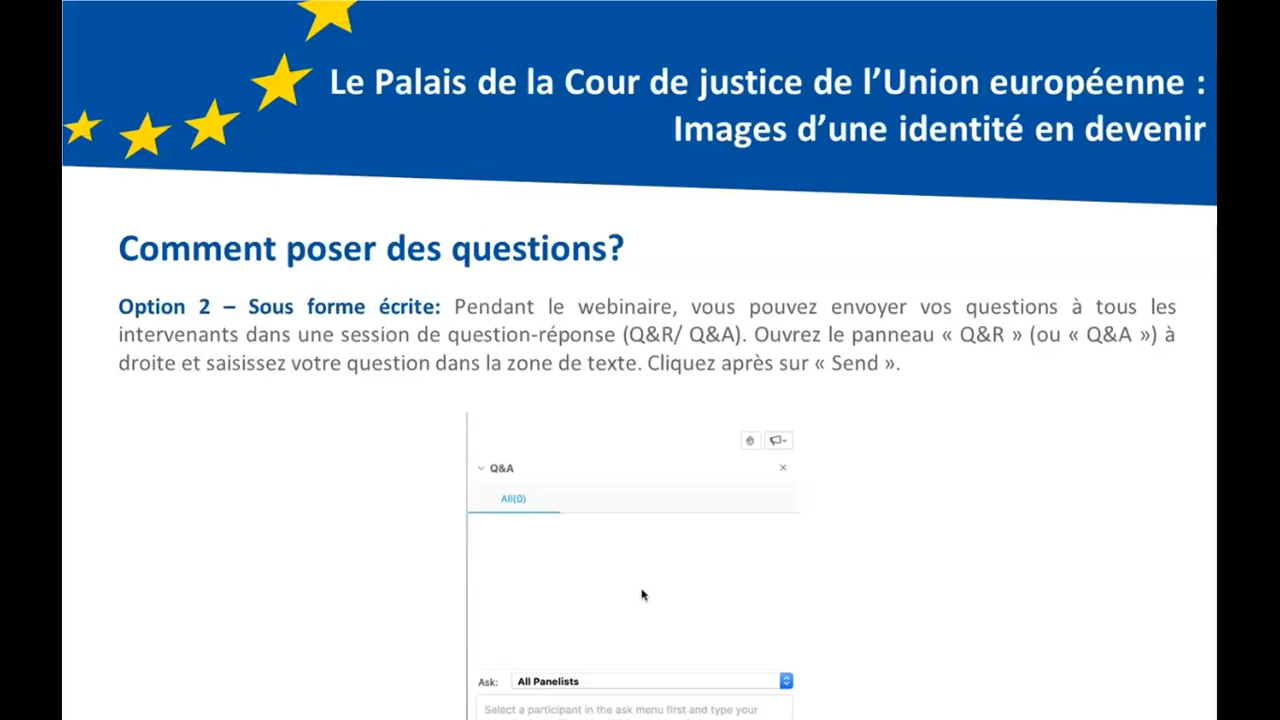 Le Palais de la Cour de justice de l’Union européenne :
Images d’une identité en devenir
Comment poser des questions?
Option 2 – Sous forme écrite: Pendant le webinaire, vous pouvez envoyer vos questions à tous les
intervenants dans une session de question-réponse (Q&R/ Q&A). Ouvrez le panneau « Q&R » (ou « Q&A ») à
droite et saisissez votre question dans la zone de texte. Cliquez après sur « Send ».
Q&A
All(0)
Ask: All Panelists
Select a participant in the ask menu first and type your